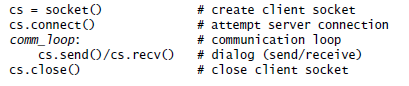 cs = socket() # create client socket
cs.connect() # attempt server connection
comm_loop: # communication loop
    cs.send()/cs.recv() # dialog (send/receive)
cs.close() # close client socket